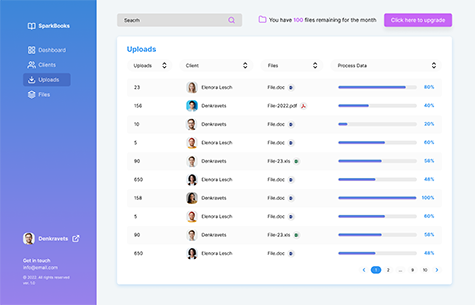 SparkBooks
Dashboard
Clients
Uploads
Files
Denkravets
Get in touch
info@email.com
© 2022. All rights reserved
ver. 1.0
Search
You have 100 files remaining for the month
Click here to upgrade
Uploads
Uploads Client Files Process Data
23 Elenora Lesch File.doc 80%
156 Denkravets File-2022.pdf 40%
10 Denkravets File.doc 20%
5 Elenora Lesch File.doc 60%
90 Denkravets File-23.xls 58%
650 Elenora Lesch File.doc 48%
158 Denkravets File.doc 100%
5 Elenora Lesch File.doc 60%
90 Denkravets File-23.xls 58%
650 Elenora Lesch File.doc 48%
1 2 ... 8 10